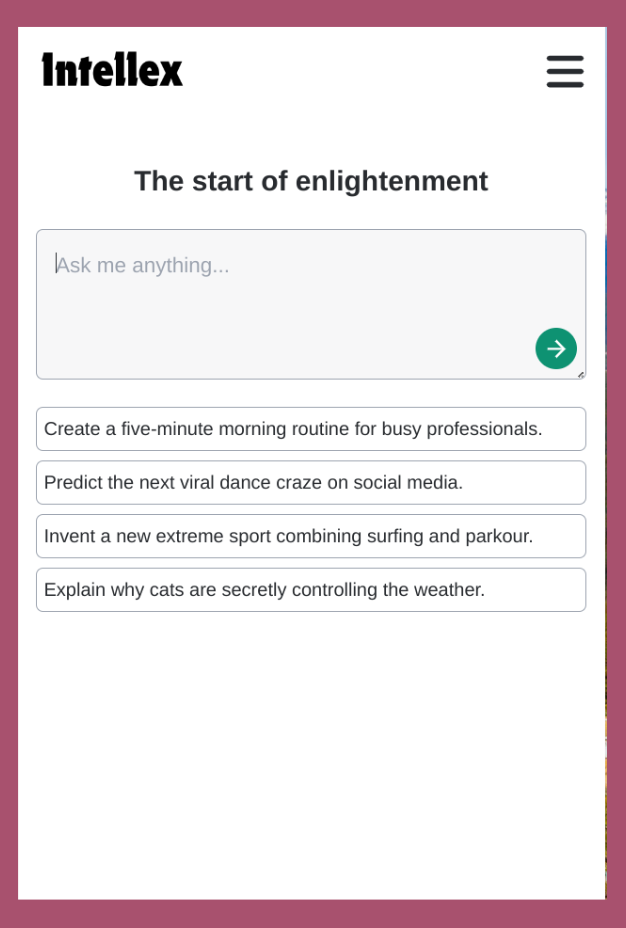 Intellex
The start of enlightenment
Ask me anything...
Create a five-minute morning routine for busy professionals.
Predict the next viral dance craze on social media.
Invent a new extreme sport combining surfing and parkour.
Explain why cats are secretly controlling the weather.